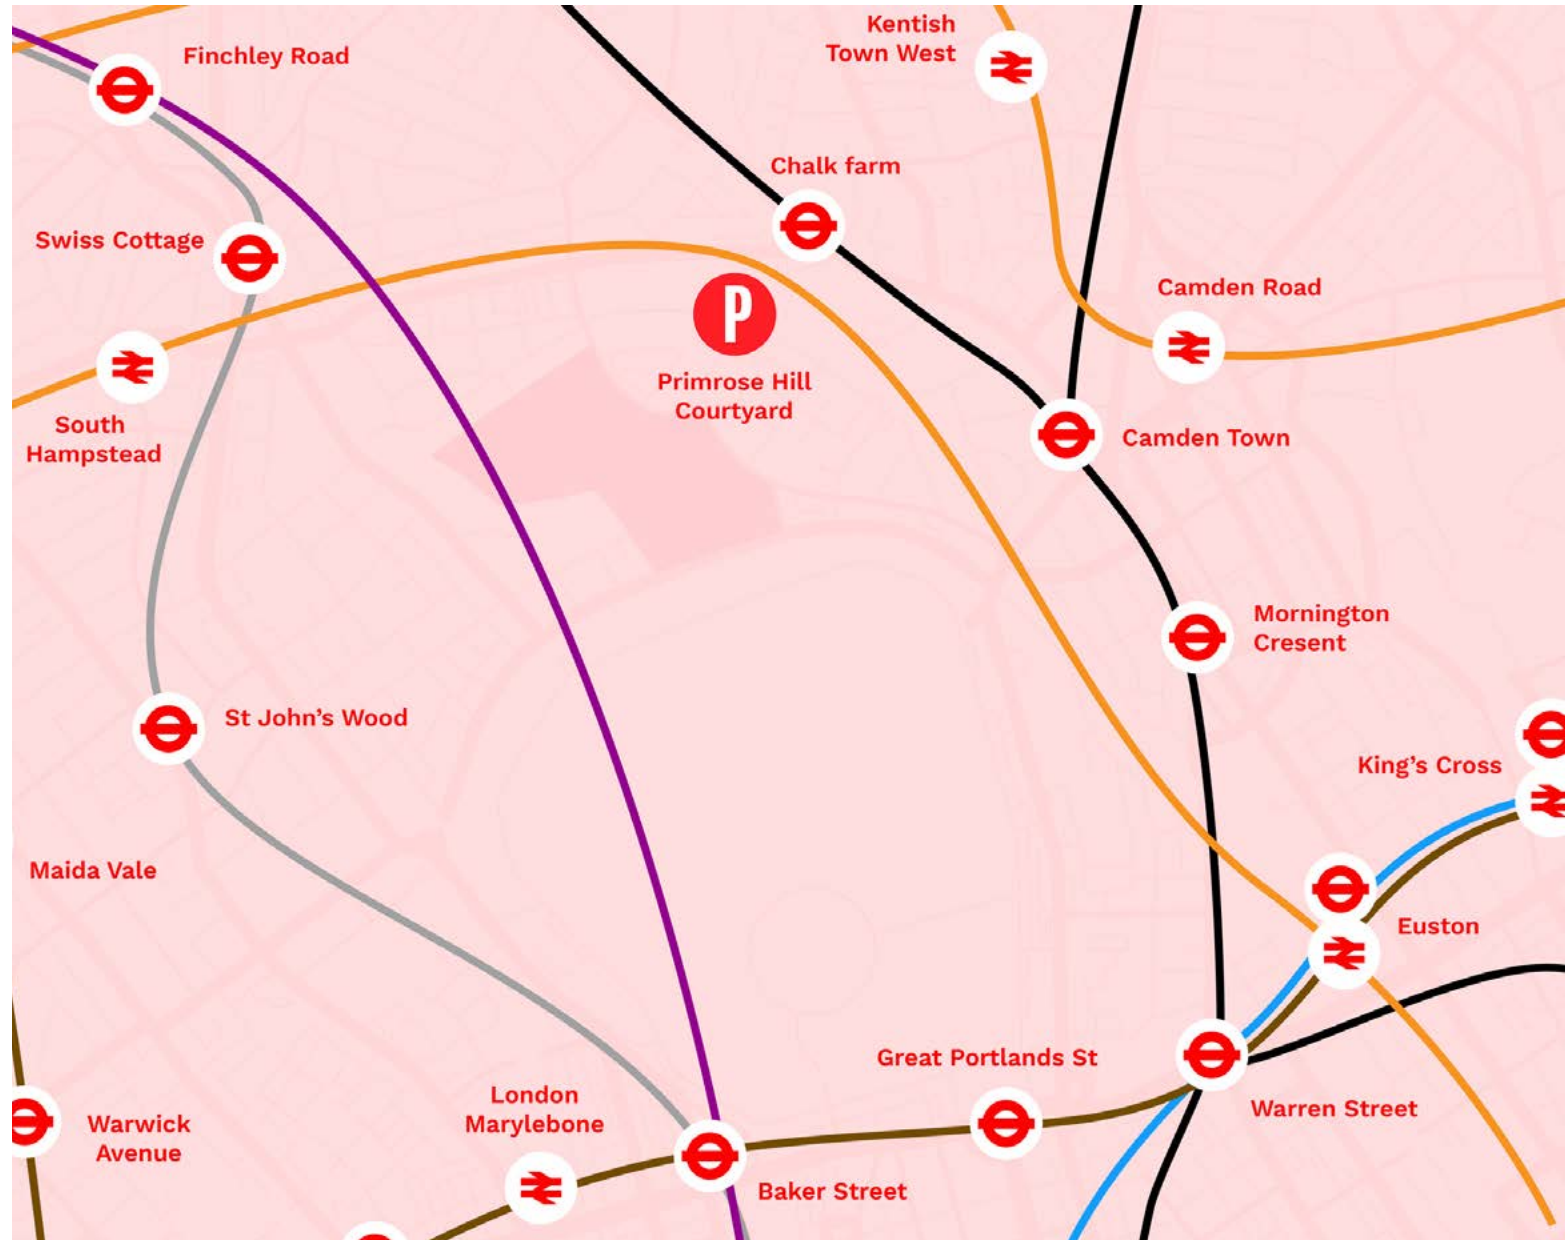 Kentish
Town West
Finchley Road
Chalk farm
Swiss Cottage
Camden Road
P
Primrose Hill
Courtyard
South
Hampstead
Camden Town
Mornington
Cresent
St John's Wood
King's Cross
Maida Vale
Euston
Great Portlands St
London
Marylebone
Warren Street
Warwick
Avenue
Baker Street